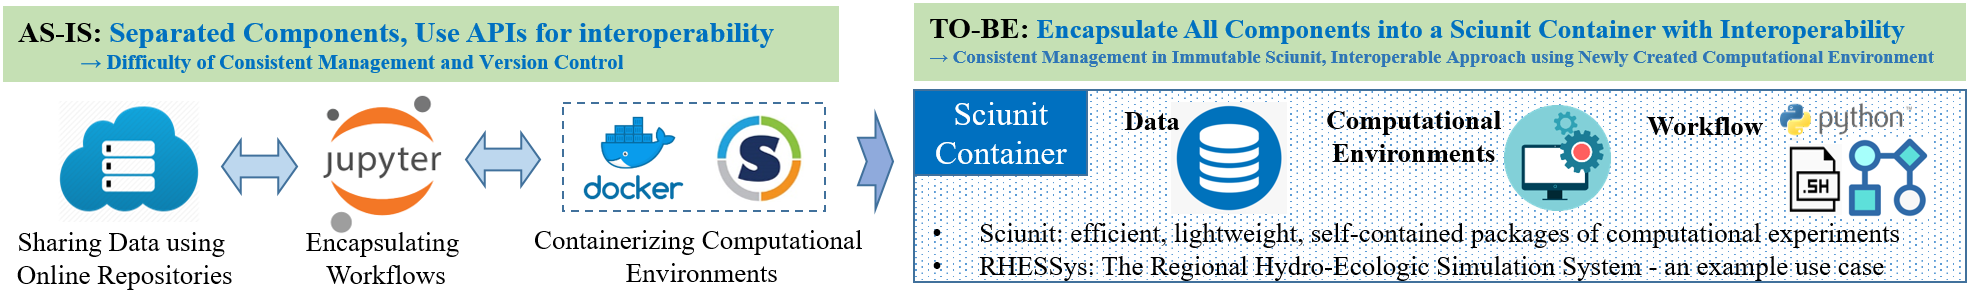 AS-IS: Separated Components, Use APIs for interoperability
→ Difficulty of Consistent Management and Version Control
jupyter
docker
S
Sharing Data using
Online Repositories
Encapsulating
Workflows
Containerizing Computational
Environments
TO-BE: Encapsulate All Components into a Sciunit Container with Interoperability
→ Consistent Management in Immutable Sciunit, Interoperable Approach using Newly Created Computational Environment
Sciunit
Container
Data
Computational
Environments
Workflow
python™
.SH
• Sciunit: efficient, lightweight, self-contained packages of computational experiments
• RHESSys: The Regional Hydro-Ecologic Simulation System - an example use case